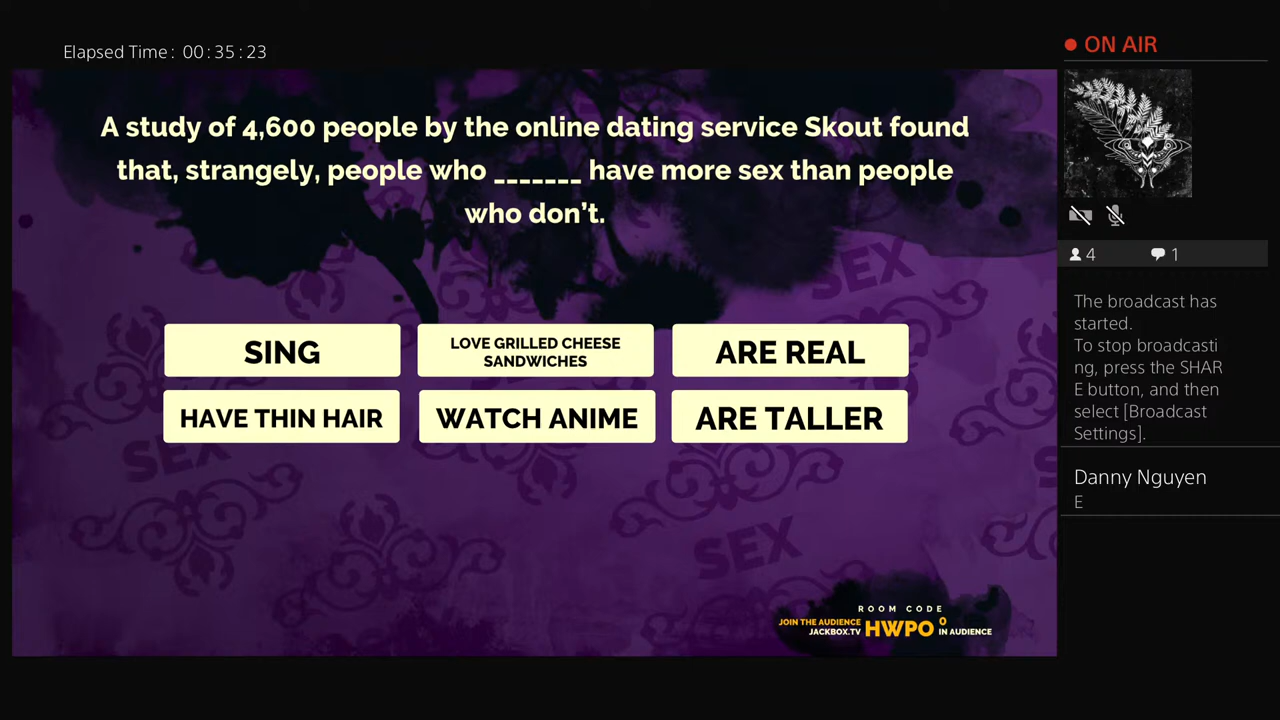 Elapsed Time: 00:35:23
ON AIR
A study of 4,600 people by the online dating service Skout found
that, strangely, people who _______ have more sex than people
who don't.
SEX
SING
LOVE GRILLED CHEESE
SANDWICHES
ARE REAL
HAVE THIN HAIR
WATCH ANIME
ARE TALLER
SEX
SEX
SEX
4
1
The broadcast has
started.
To stop broadcasti
ng, press the SHAR
E button, and then
select [Broadcast
Settings].
Danny Nguyen
E
ROOM CODE
JOIN THE AUDIENCE
JACKBOX.TV
HWPO
0
IN AUDIENCE